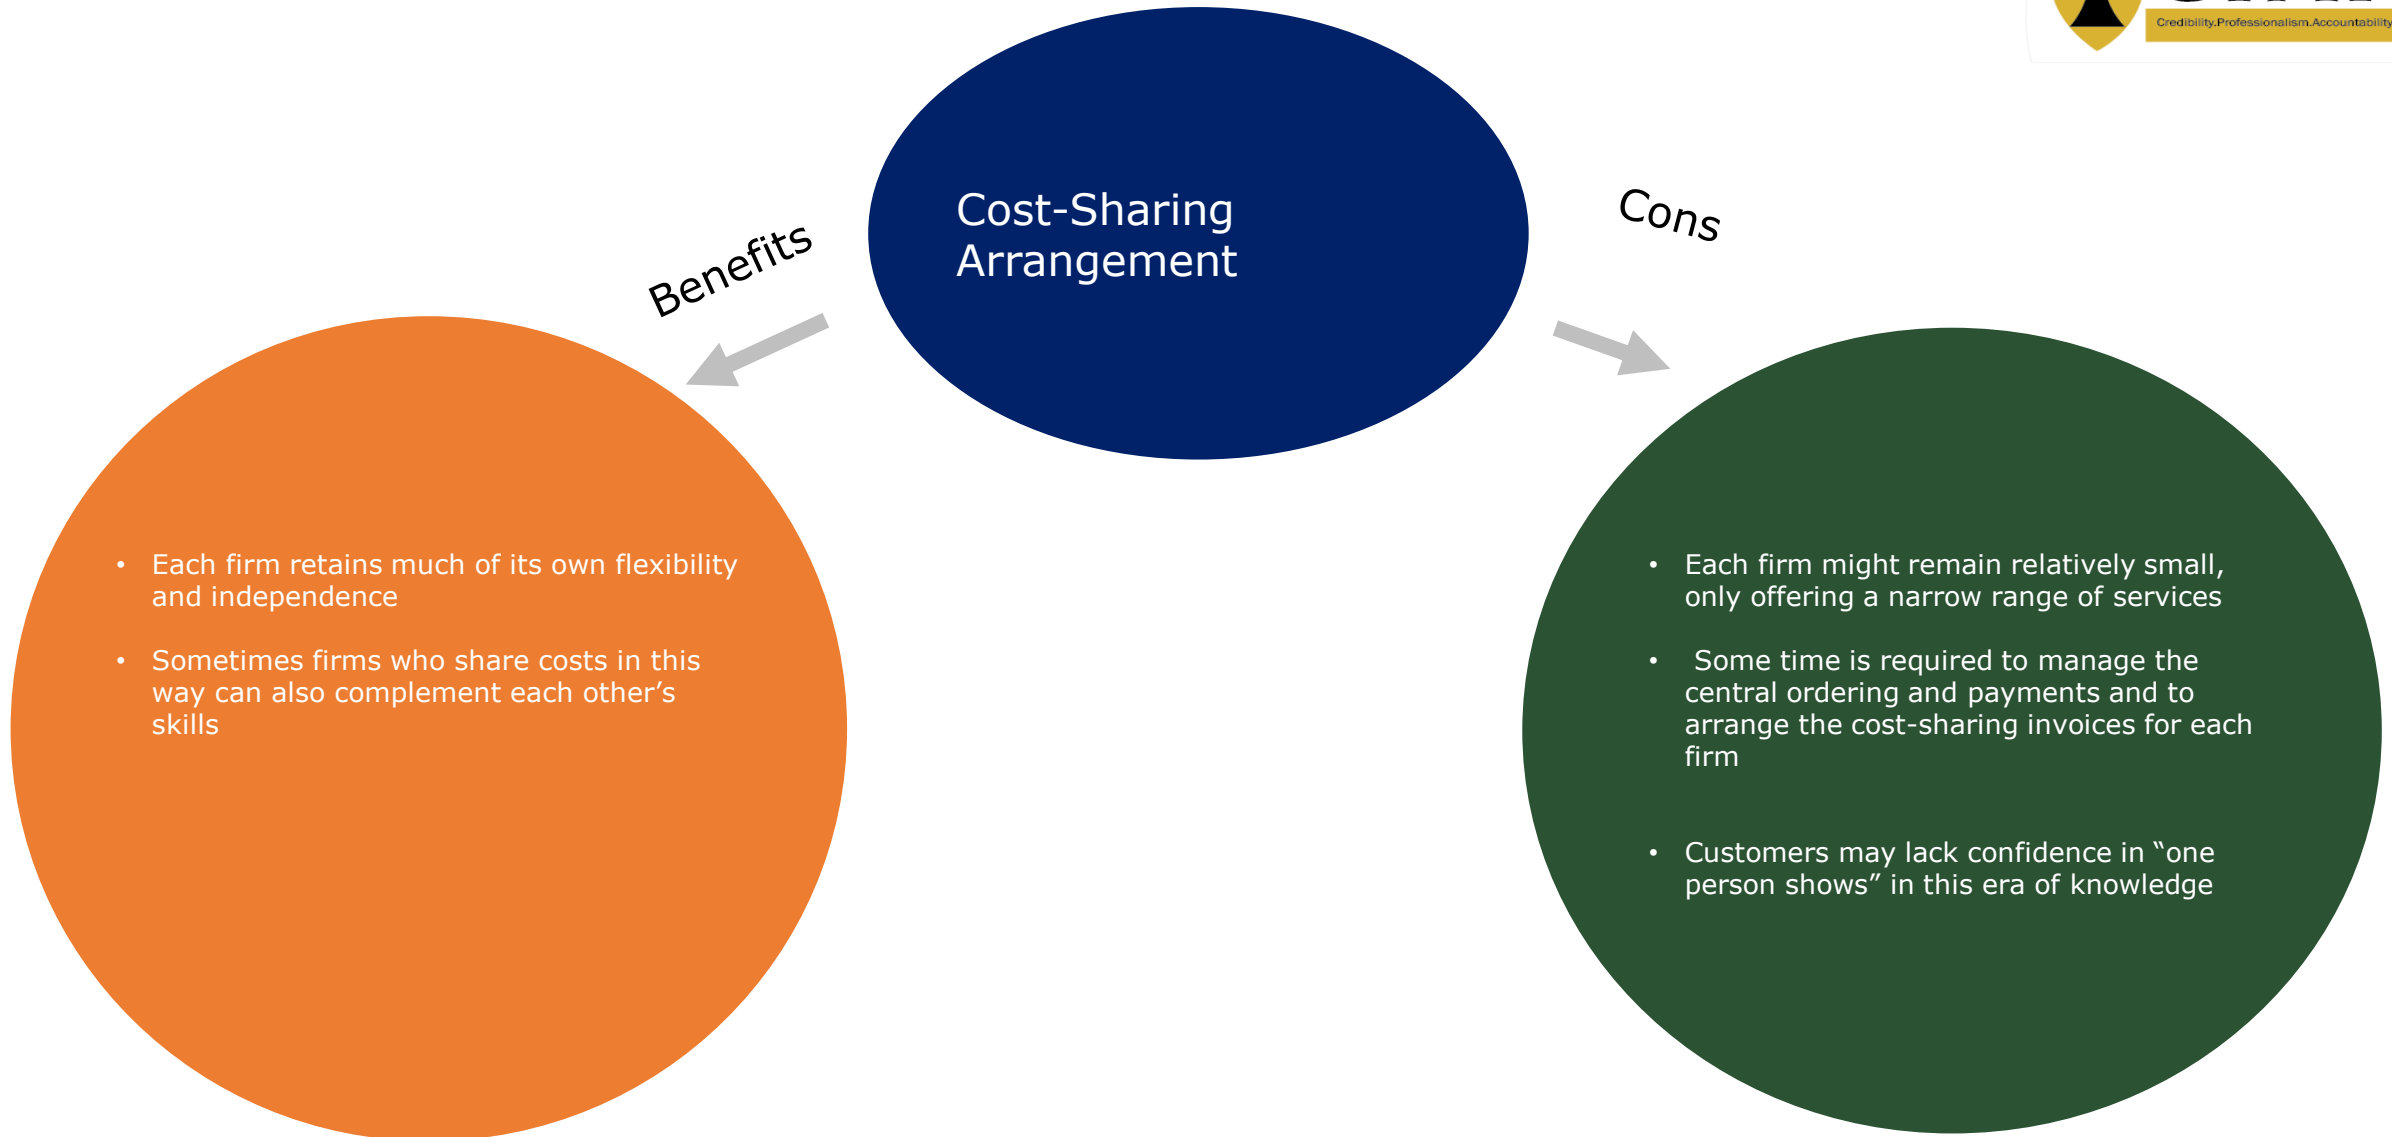 Credibility.Professionalism.Accountability
Cost-Sharing
Arrangement
Benefits
Cons
• Each firm retains much of its own flexibility
and independence
• Sometimes firms who share costs in this
way can also complement each other’s
skills
• Each firm might remain relatively small,
only offering a narrow range of services
• Some time is required to manage the
central ordering and payments and to
arrange the cost-sharing invoices for each
firm
• Customers may lack confidence in “one
person shows” in this era of knowledge